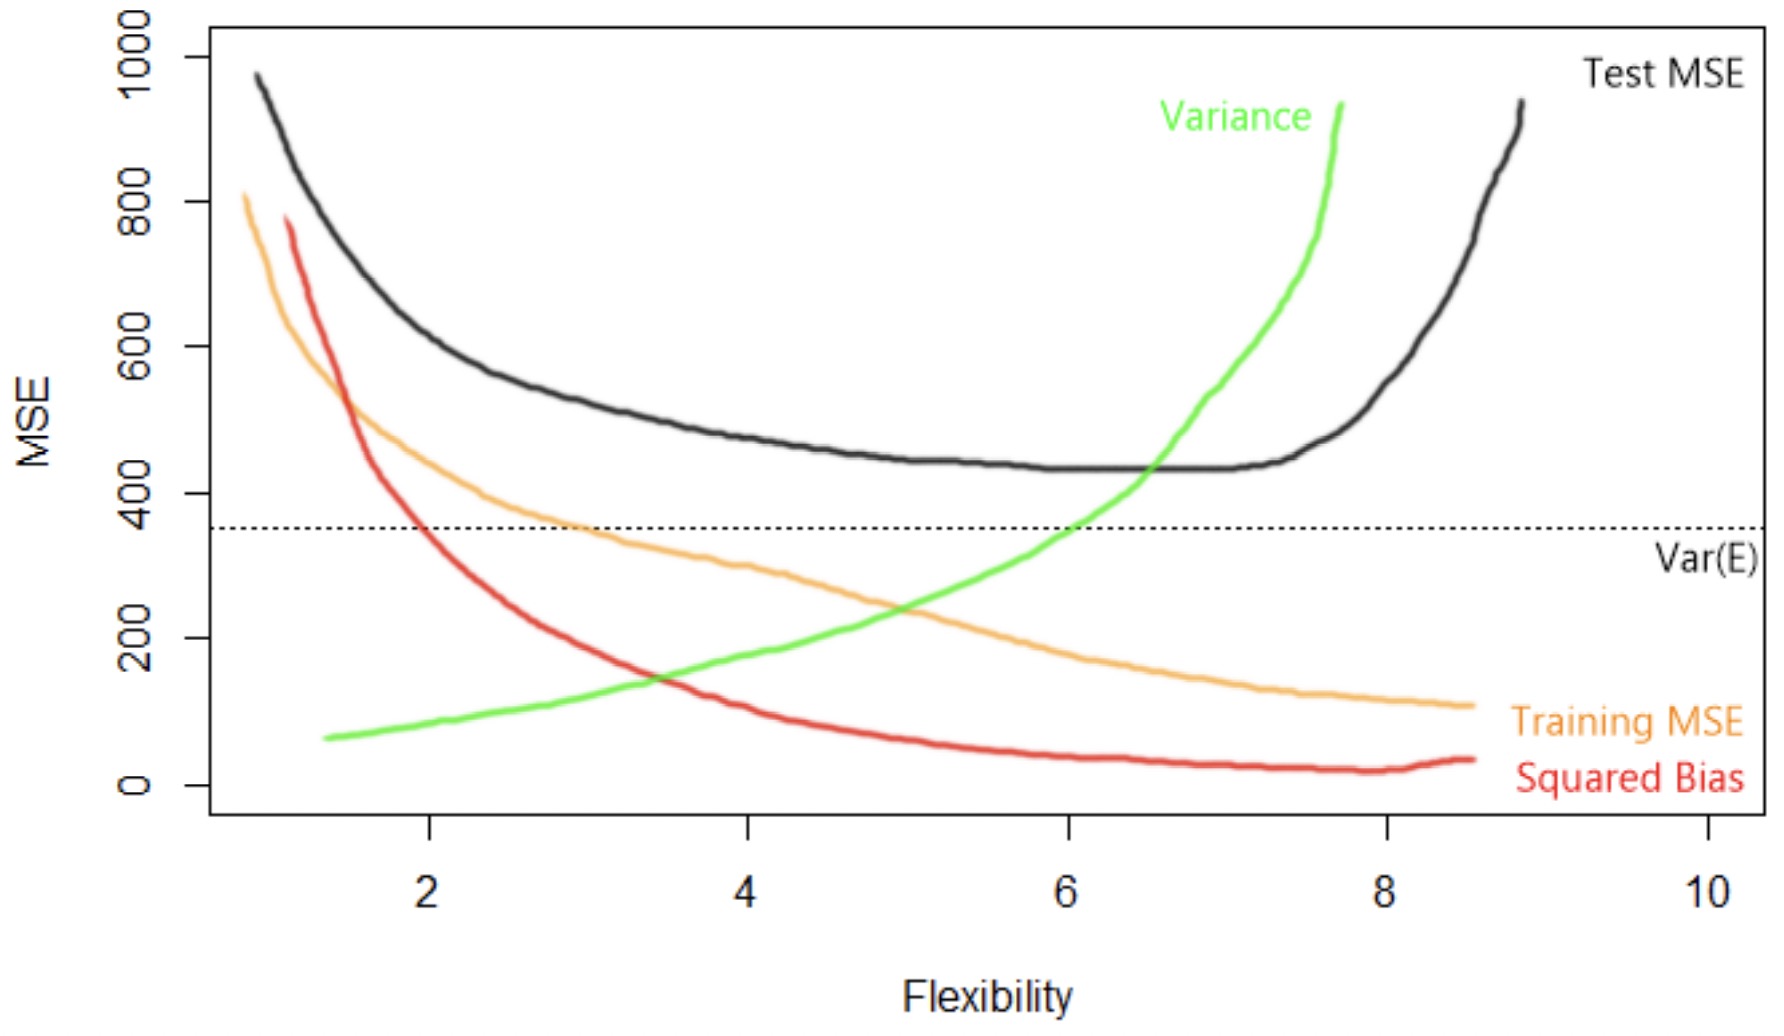 1000
800
600
400
200
0
MSE
Test MSE
Variance
Var(E)
Training MSE
Squared Bias
2 4 6 8 10
Flexibility